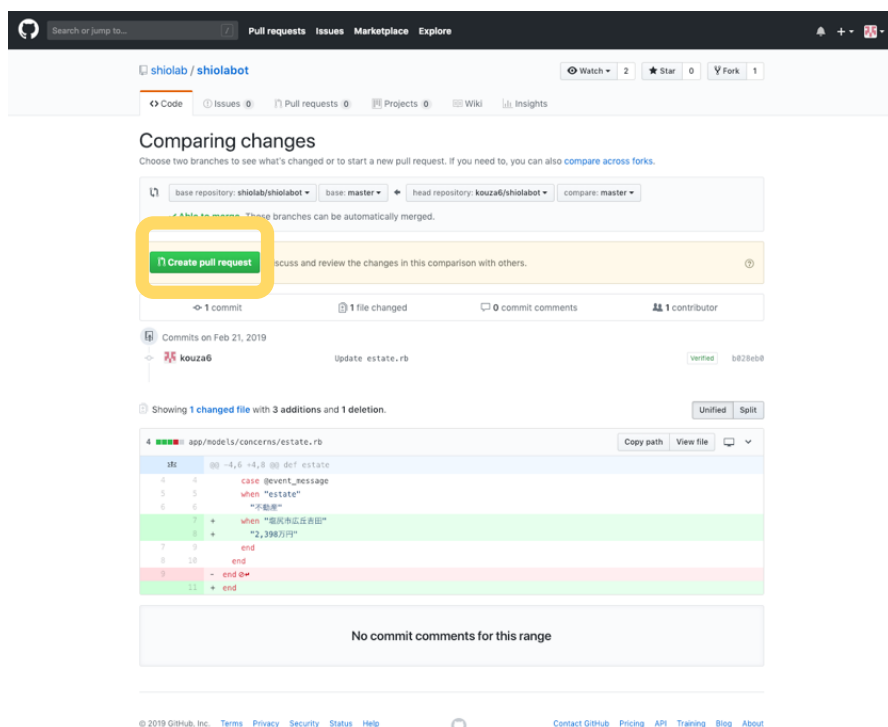 Search or jump to... / Pull requests Issues Marketplace Explore
shiolab / shiolabot Watch 2 Star 0 Fork 1
Code Issues 0 Pull requests 0 Projects 0 Wiki Insights
Comparing changes
Choose two branches to see what's changed or to start a new pull request. If you need to, you can also compare across forks.
base repository: shiolab/shiolabot base: master head repository: kouza6/shiolabot compare: master
branches can be automatically merged.
Create pull request scuss and review the changes in this comparison with others.
1 commit 1 file changed 0 commit comments 1 contributor
Commits on Feb 21, 2019
kouza6 Update estate.rb Verified b028eb0
Showing 1 changed file with 3 additions and 1 deletion. Unified Split
4 app/models/concerns/estate.rb Copy path View file
@@ -4,6 +4,8 @@ def estate
4 4 case @event_message
5 5 when "estate"
6 6 "不動産"
7 + when "塩尻市広丘吉田"
8 + "2,390万円"
7 9 end
8 10 end
9 - end
11 + end
No commit comments for this range
© 2019 GitHub, Inc. Terms Privacy Security Status Help Contact GitHub Pricing API Training Blog About